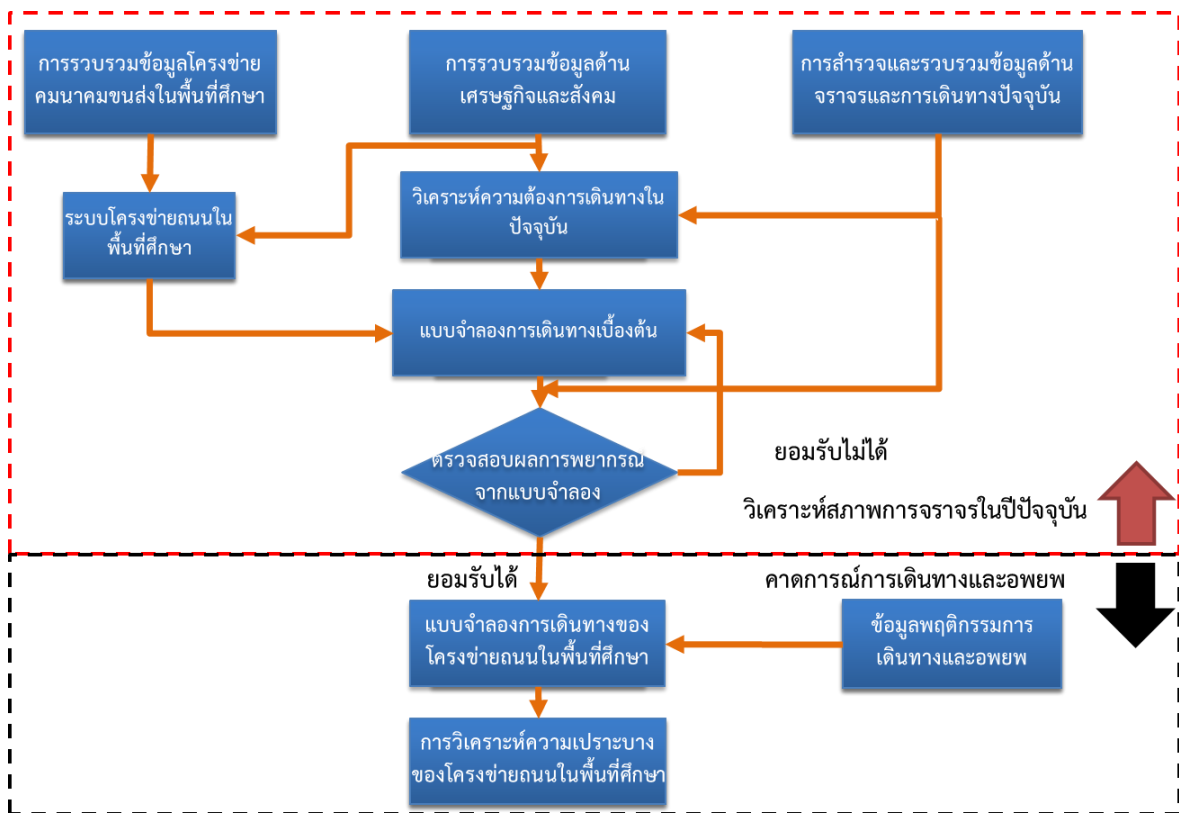 การรวบรวมข้อมูลโครงข่าย
คมนาคมขนส่งในพื้นที่ศึกษา
การรวบรวมข้อมูลด้าน
เศรษฐกิจและสังคม
การสำรวจและรวบรวมข้อมูลด้าน
จราจรและการเดินทางปัจจุบัน
ระบบโครงข่ายถนนใน
พื้นที่ศึกษา
วิเคราะห์ความต้องการเดินทางใน
ปัจจุบัน
แบบจำลองการเดินทางเบื้องต้น
ตรวจสอบผลการพยากรณ์
จากแบบจำลอง
ยอมรับไม่ได้
วิเคราะห์สภาพการจราจรในปีปัจจุบัน
ยอมรับได้
คาดการณ์การเดินทางและอพยพ
แบบจำลองการเดินทางของ
โครงข่ายถนนในพื้นที่ศึกษา
ข้อมูลพฤติกรรมการ
เดินทางและอพยพ
การวิเคราะห์ความเปราะบาง
ของโครงข่ายถนนในพื้นที่ศึกษา